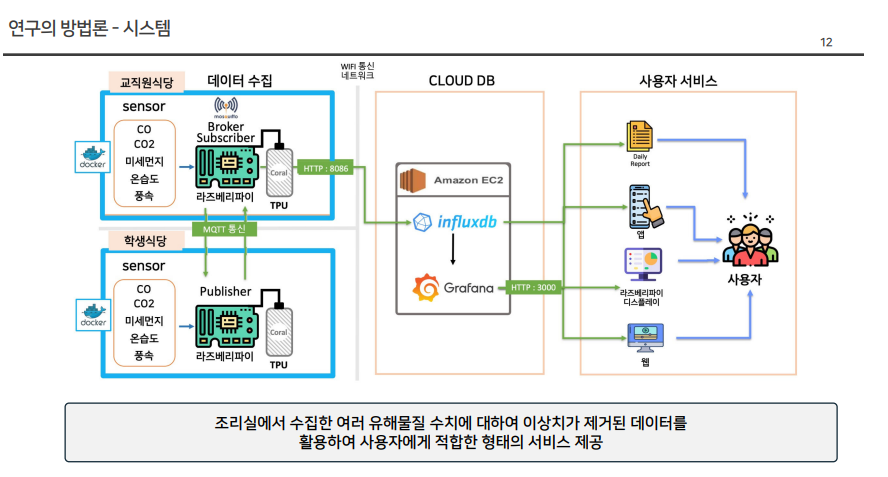 연구의 방법론 - 시스템
12
교직원식당
데이터 수집
WIFI 통신
네트워크
CLOUD DB
사용자 서비스
sensor
CO
CO2
미세먼지
온습도
풍속
docker
mosquitto
Broker
Subscriber
라즈베리파이
Coral
TPU
HTTP : 8086
MQTT 통신
학생식당
sensor
CO
CO2
미세먼지
온습도
풍속
docker
Publisher
라즈베리파이
Coral
TPU
Amazon EC2
influxdb
Grafana
HTTP : 3000
Daily
Report
앱
라즈베리파이
디스플레이
웹
사용자
조리실에서 수집한 여러 유해물질 수치에 대하여 이상치가 제거된 데이터를
활용하여 사용자에게 적합한 형태의 서비스 제공